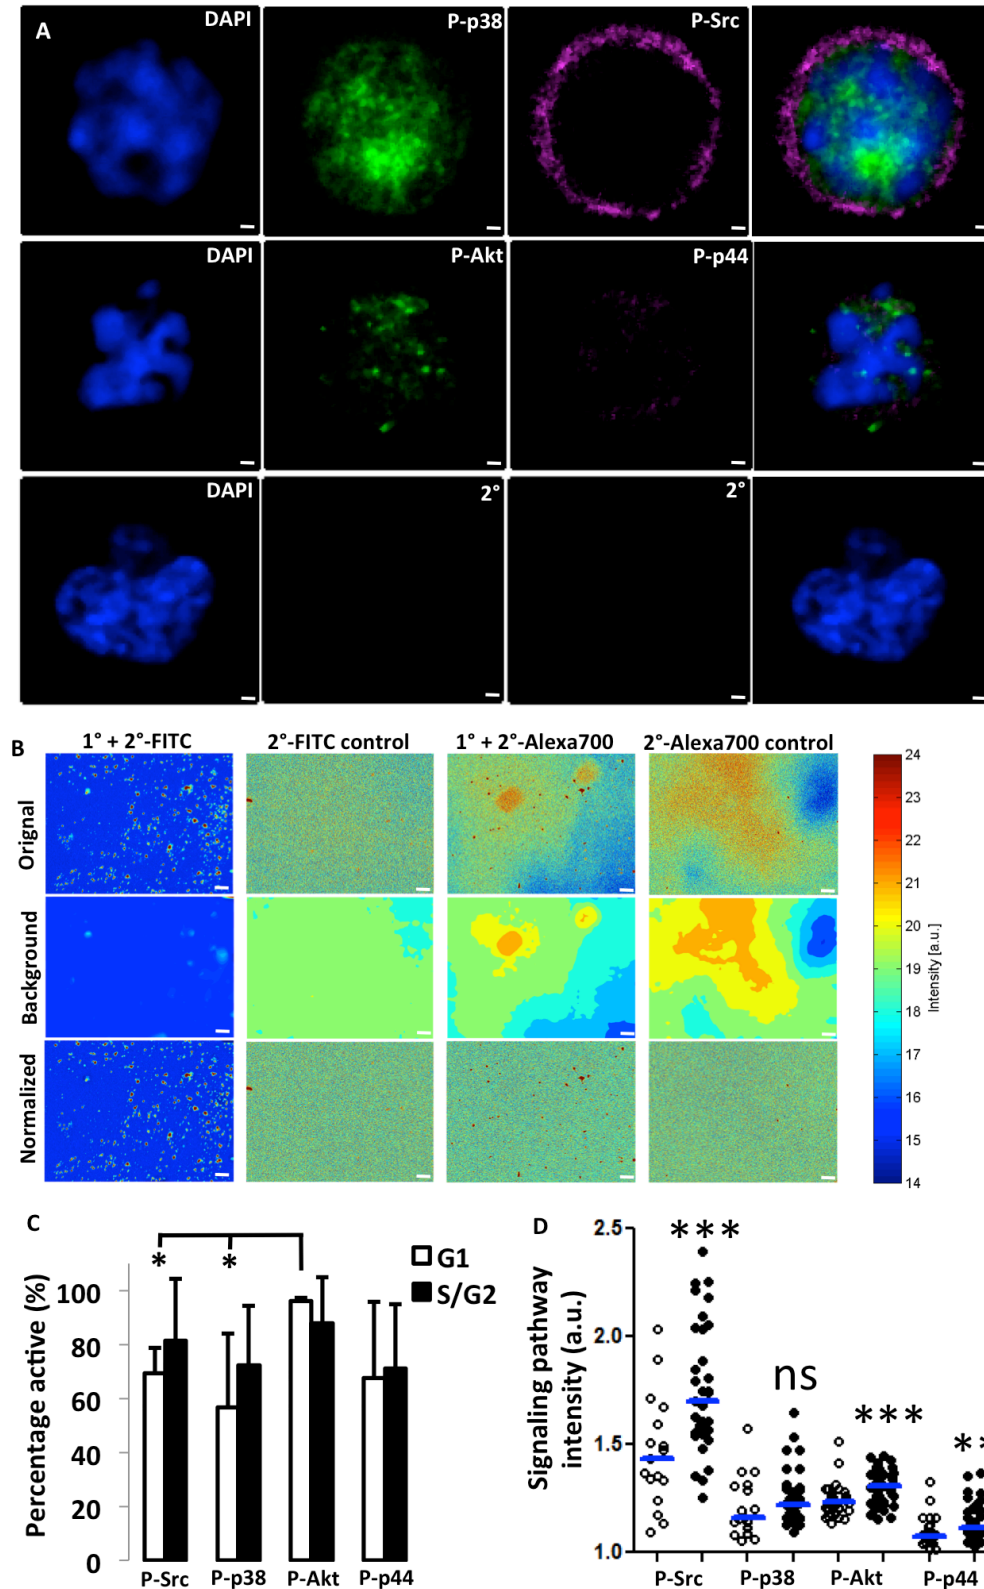 A
DAPI
P-p38
P-Src
DAPI
P-Akt
P-p44
DAPI
2°
2°
B
1° + 2°-FITC
2°-FITC control
1° + 2°-Alexa700
2°-Alexa700 control
Orignal
Background
Normalized
24
23
22
21
20
19
18
17
16
15
14
Intensity [a.u.]
C
Percentage active (%)
100
80
60
40
20
0
* *
G1
S/G2
P-Src P-p38 P-Akt P-p44
D
Signaling pathway
intensity (a.u.)
2.5
2.0
1.5
1.0
***
ns
***
**
P-Src P-p38 P-Akt P-p44